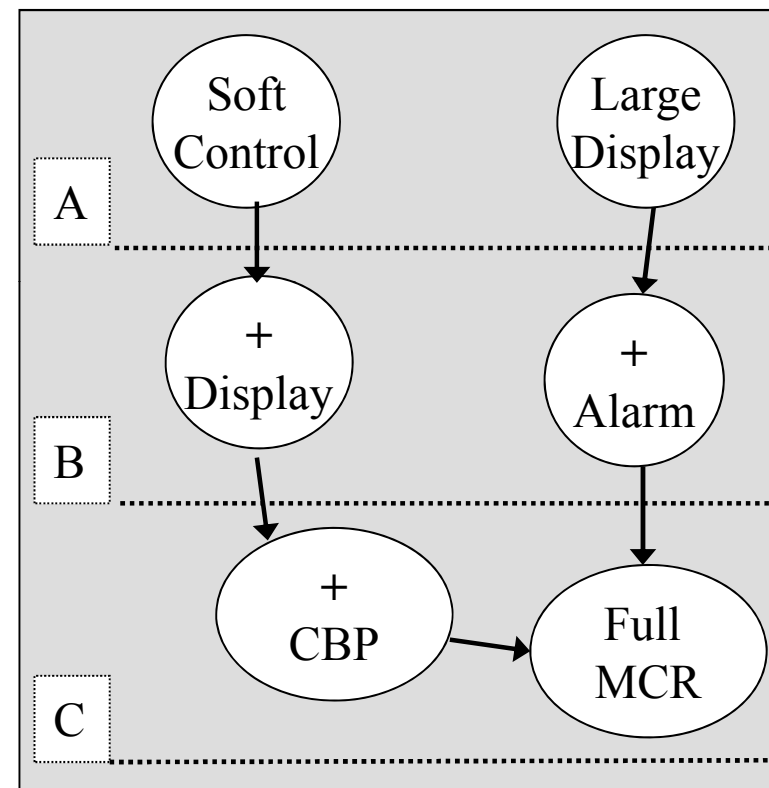 Soft
Control
Large
Display
A
+
Display
+
Alarm
B
+
CBP
Full
MCR
C